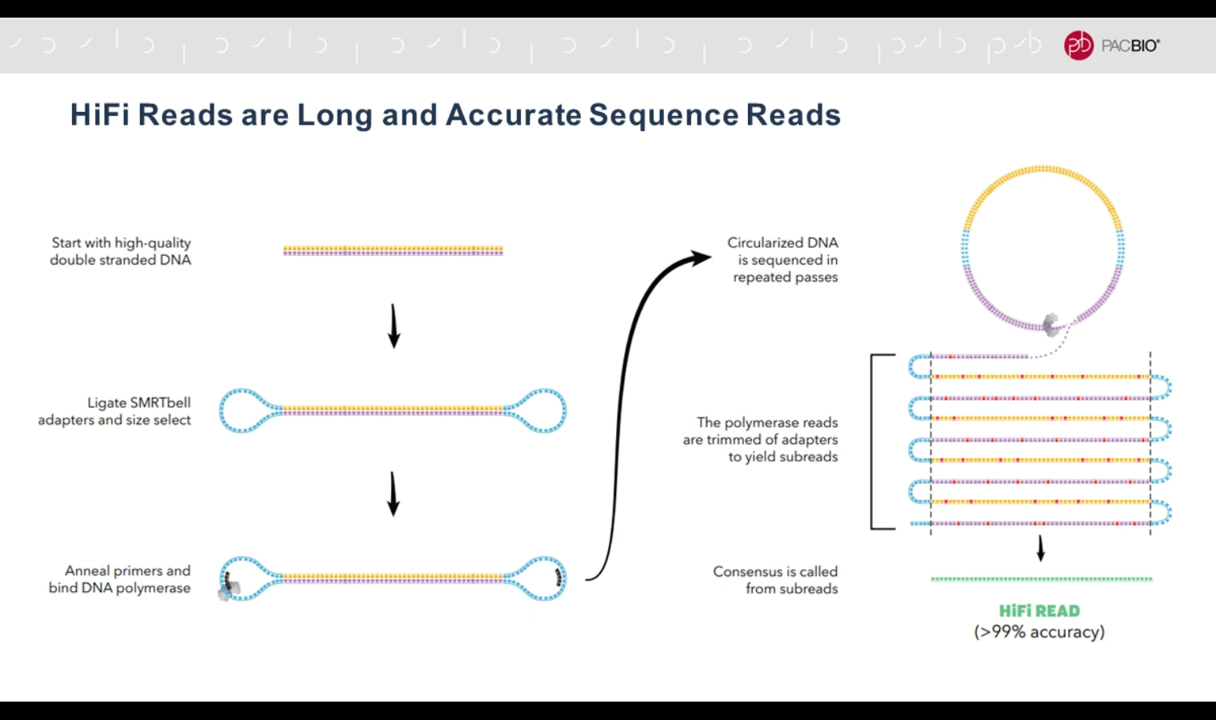 PACBIO®
HiFi Reads are Long and Accurate Sequence Reads
Start with high-quality
double stranded DNA
Ligate SMRTbell
adapters and size select
Anneal primers and
bind DNA polymerase
Circularized DNA
is sequenced in
repeated passes
The polymerase reads
are trimmed of adapters
to yield subreads
Consensus is called
from subreads
HiFi READ
(>99% accuracy)